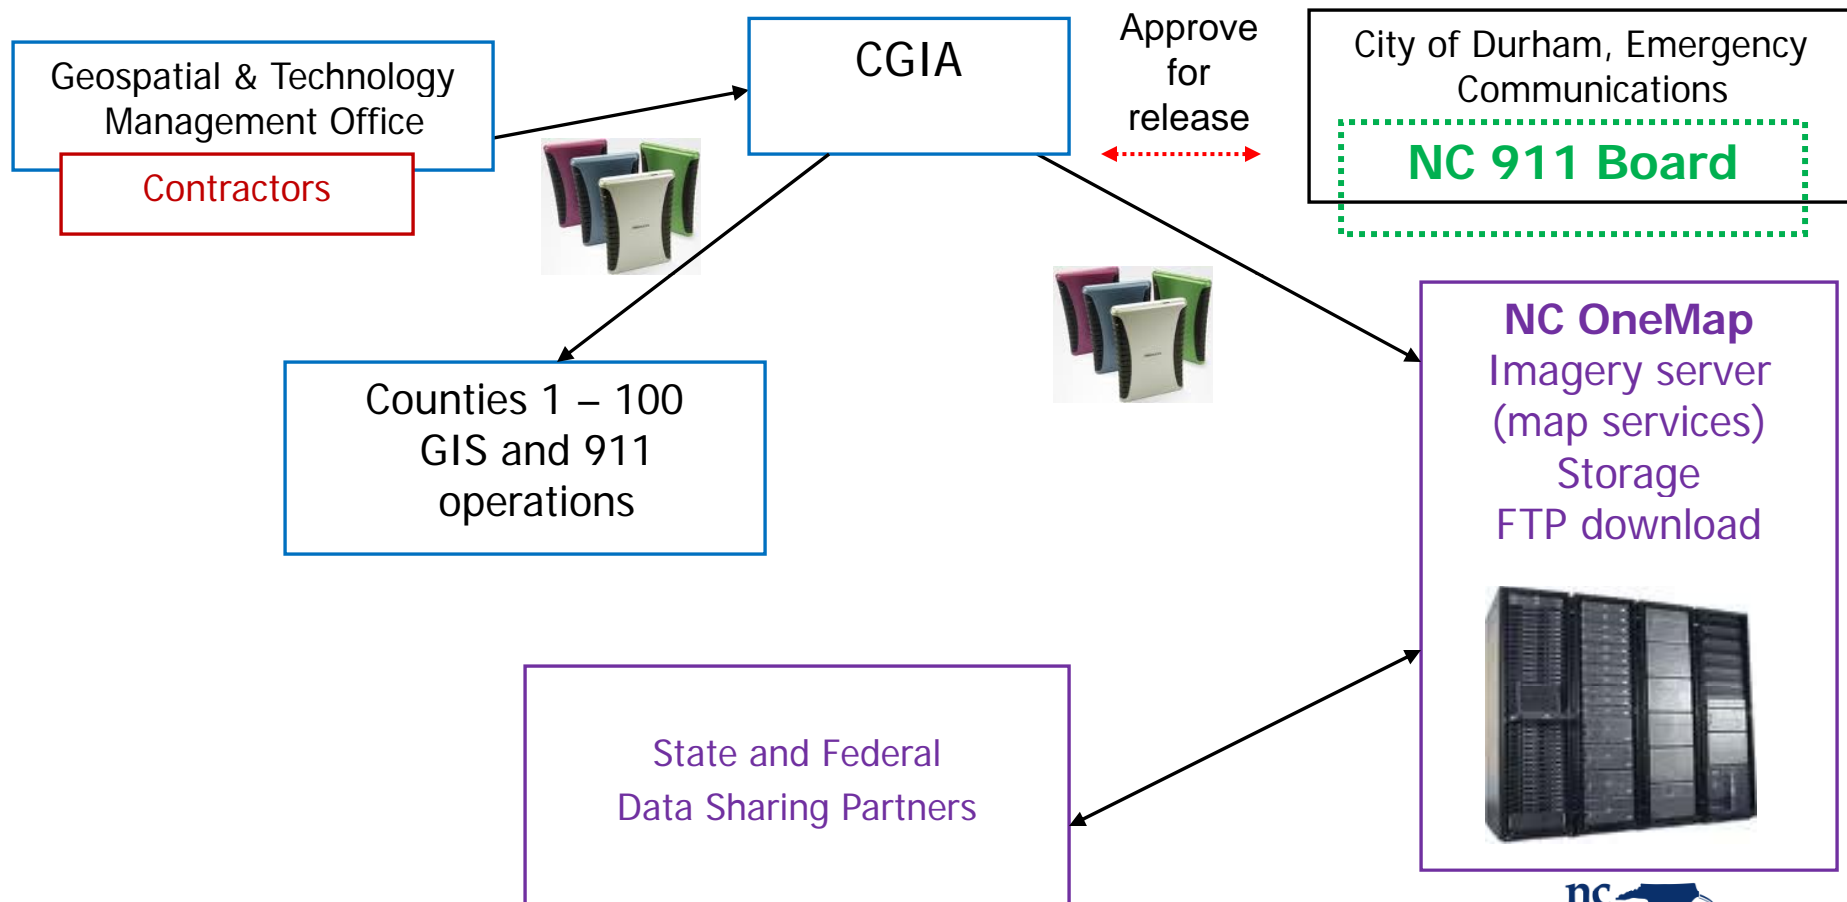 Geospatial & Technology
Management Office
Contractors
CGIA
Approve
for
release
City of Durham, Emergency
Communications
NC 911 Board
Counties 1 – 100
GIS and 911
operations
NC OneMap
Imagery server
(map services)
Storage
FTP download
State and Federal
Data Sharing Partners
nc